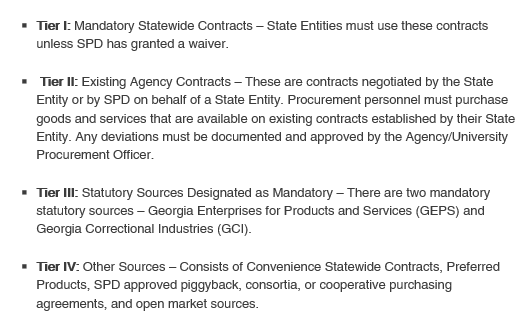 ▪ Tier I: Mandatory Statewide Contracts – State Entities must use these contracts
unless SPD has granted a waiver.
▪ Tier II: Existing Agency Contracts – These are contracts negotiated by the State
Entity or by SPD on behalf of a State Entity. Procurement personnel must purchase
goods and services that are available on existing contracts established by their State
Entity. Any deviations must be documented and approved by the Agency/University
Procurement Officer.
▪ Tier III: Statutory Sources Designated as Mandatory – There are two mandatory
statutory sources – Georgia Enterprises for Products and Services (GEPS) and
Georgia Correctional Industries (GCI).
▪ Tier IV: Other Sources – Consists of Convenience Statewide Contracts, Preferred
Products, SPD approved piggyback, consortia, or cooperative purchasing
agreements, and open market sources.